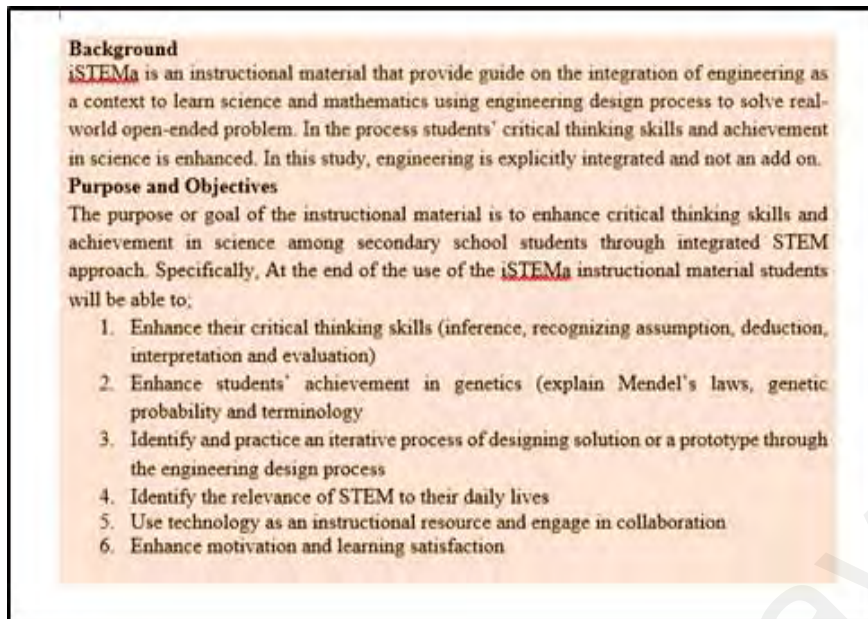 Background
iSTEMa is an instructional material that provide guide on the integration of engineering as
a context to learn science and mathematics using engineering design process to solve real-
world open-ended problem. In the process students' critical thinking skills and achievement
in science is enhanced. In this study, engineering is explicitly integrated and not an add on.
Purpose and Objectives
The purpose or goal of the instructional material is to enhance critical thinking skills and
achievement in science among secondary school students through integrated STEM
approach. Specifically, At the end of the use of the iSTEMa instructional material students
will be able to;
1. Enhance their critical thinking skills (inference, recognizing assumption, deduction,
interpretation and evaluation)
2. Enhance students' achievement in genetics (explain Mendel's laws, genetic
probability and terminology
3. Identify and practice an iterative process of designing solution or a prototype through
the engineering design process
4. Identify the relevance of STEM to their daily lives
5. Use technology as an instructional resource and engage in collaboration
6. Enhance motivation and learning satisfaction